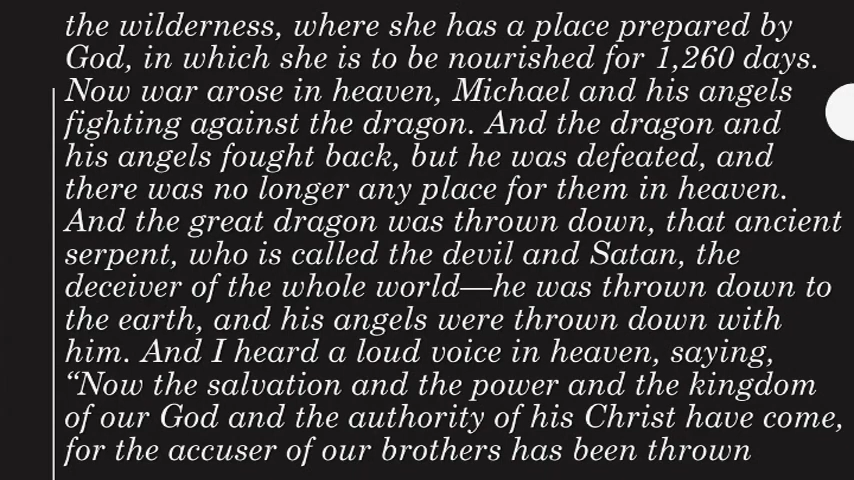 the wilderness, where she has a place prepared by
God, in which she is to be nourished for 1,260 days.
Now war arose in heaven, Michael and his angels
fighting against the dragon. And the dragon and
his angels fought back, but he was defeated, and
there was no longer any place for them in heaven.
And the great dragon was thrown down, that ancient
serpent, who is called the devil and Satan, the
deceiver of the whole world—he was thrown down to
the earth, and his angels were thrown down with
him. And I heard a loud voice in heaven, saying,
“Now the salvation and the power and the kingdom
of our God and the authority of his Christ have come,
for the accuser of our brothers has been thrown